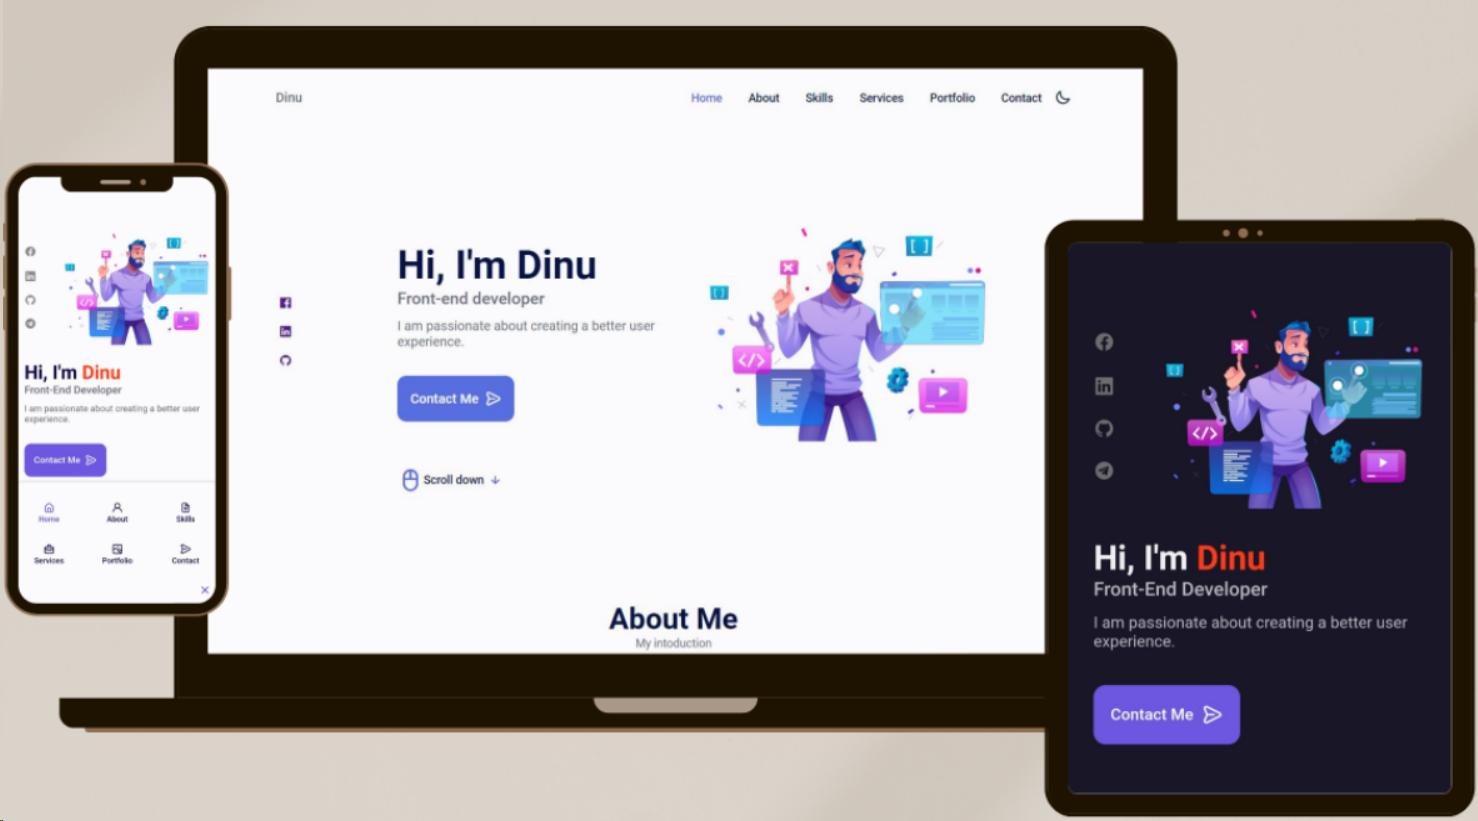 Dinu
Home About Skills Services Portfolio Contact
Hi, I'm Dinu
Front-end developer
I am passionate about creating a better user
experience.
Contact Me
Scroll down
About Me
My intoduction
[ ]
[ ]
</>
Hi, I'm Dinu
Front-End Developer
I am passionate about creating a better user
experience.
Contact Me
Home About Skills
Services Portfolio Contact
[ ]
</>
Hi, I'm Dinu
Front-End Developer
I am passionate about creating a better user
experience.
Contact Me
[ ]
[ ]
</>